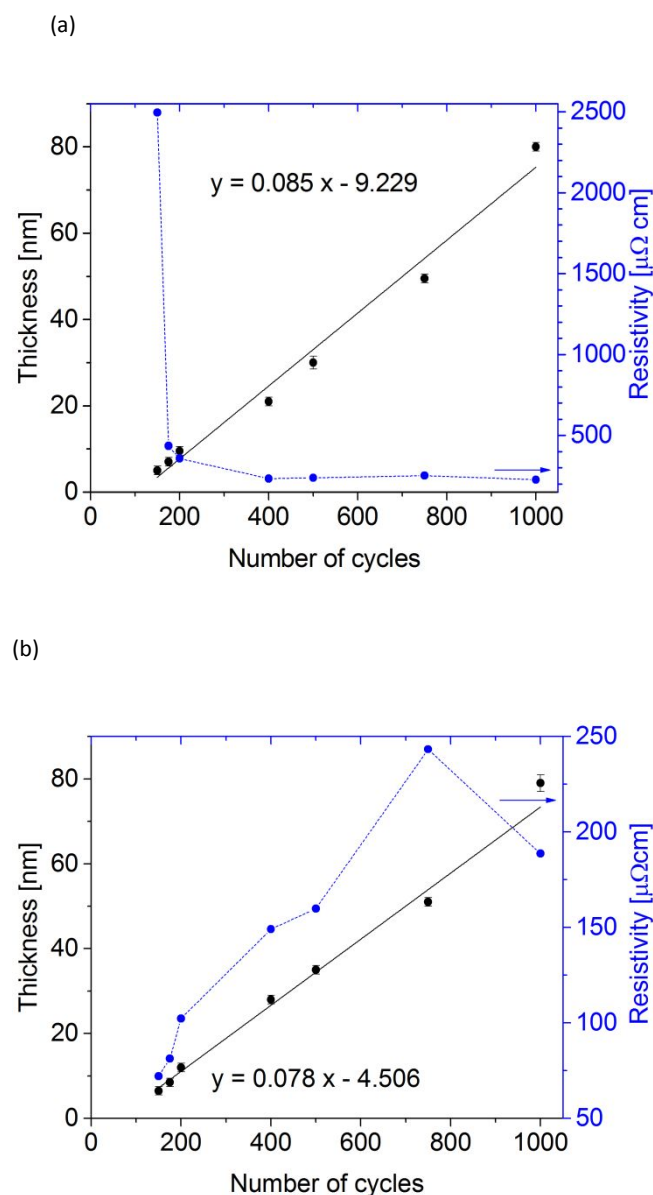 (a)
Thickness [nm]
80
60
40
20
0
y = 0.085 x - 9.229
2500
2000
1500
1000
500
Resistivity [μΩ cm]
0 200 400 600 800 1000
Number of cycles
(b)
Thickness [nm]
80
60
40
20
0
y = 0.078 x - 4.506
250
200
150
100
50
Resistivity [μΩcm]
0 200 400 600 800 1000
Number of cycles